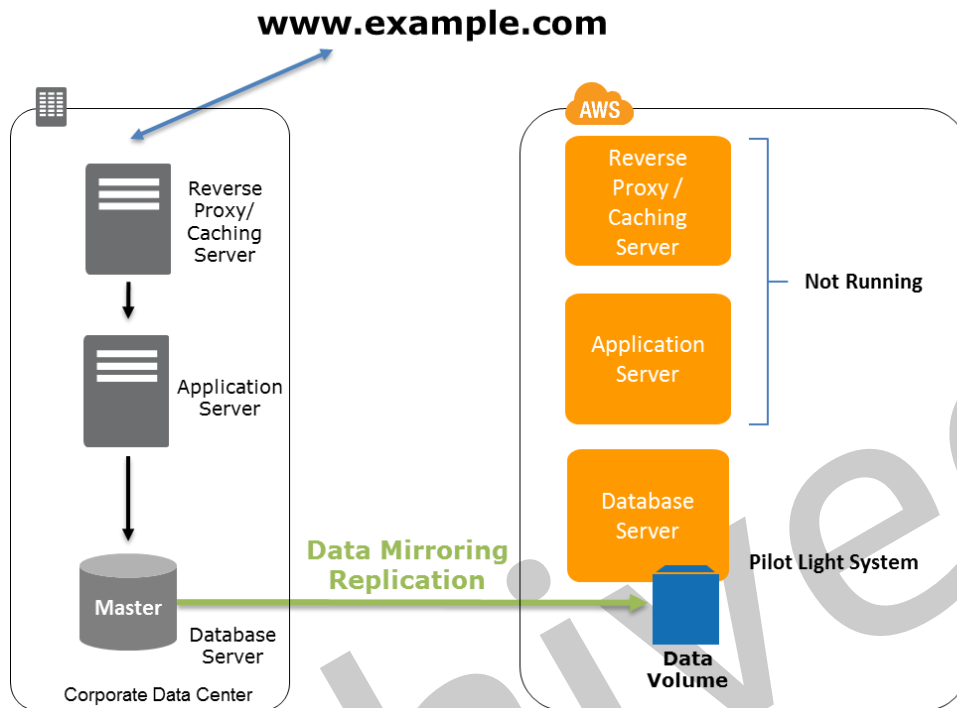 www.example.com
AWS
Reverse
Proxy/
Caching
Server
Reverse
Proxy /
Caching
Server
Not Running
Application
Server
Application
Server
Database
Server
Data Mirroring
Replication
Pilot Light System
Master
Database
Server
Data
Volume
Corporate Data Center